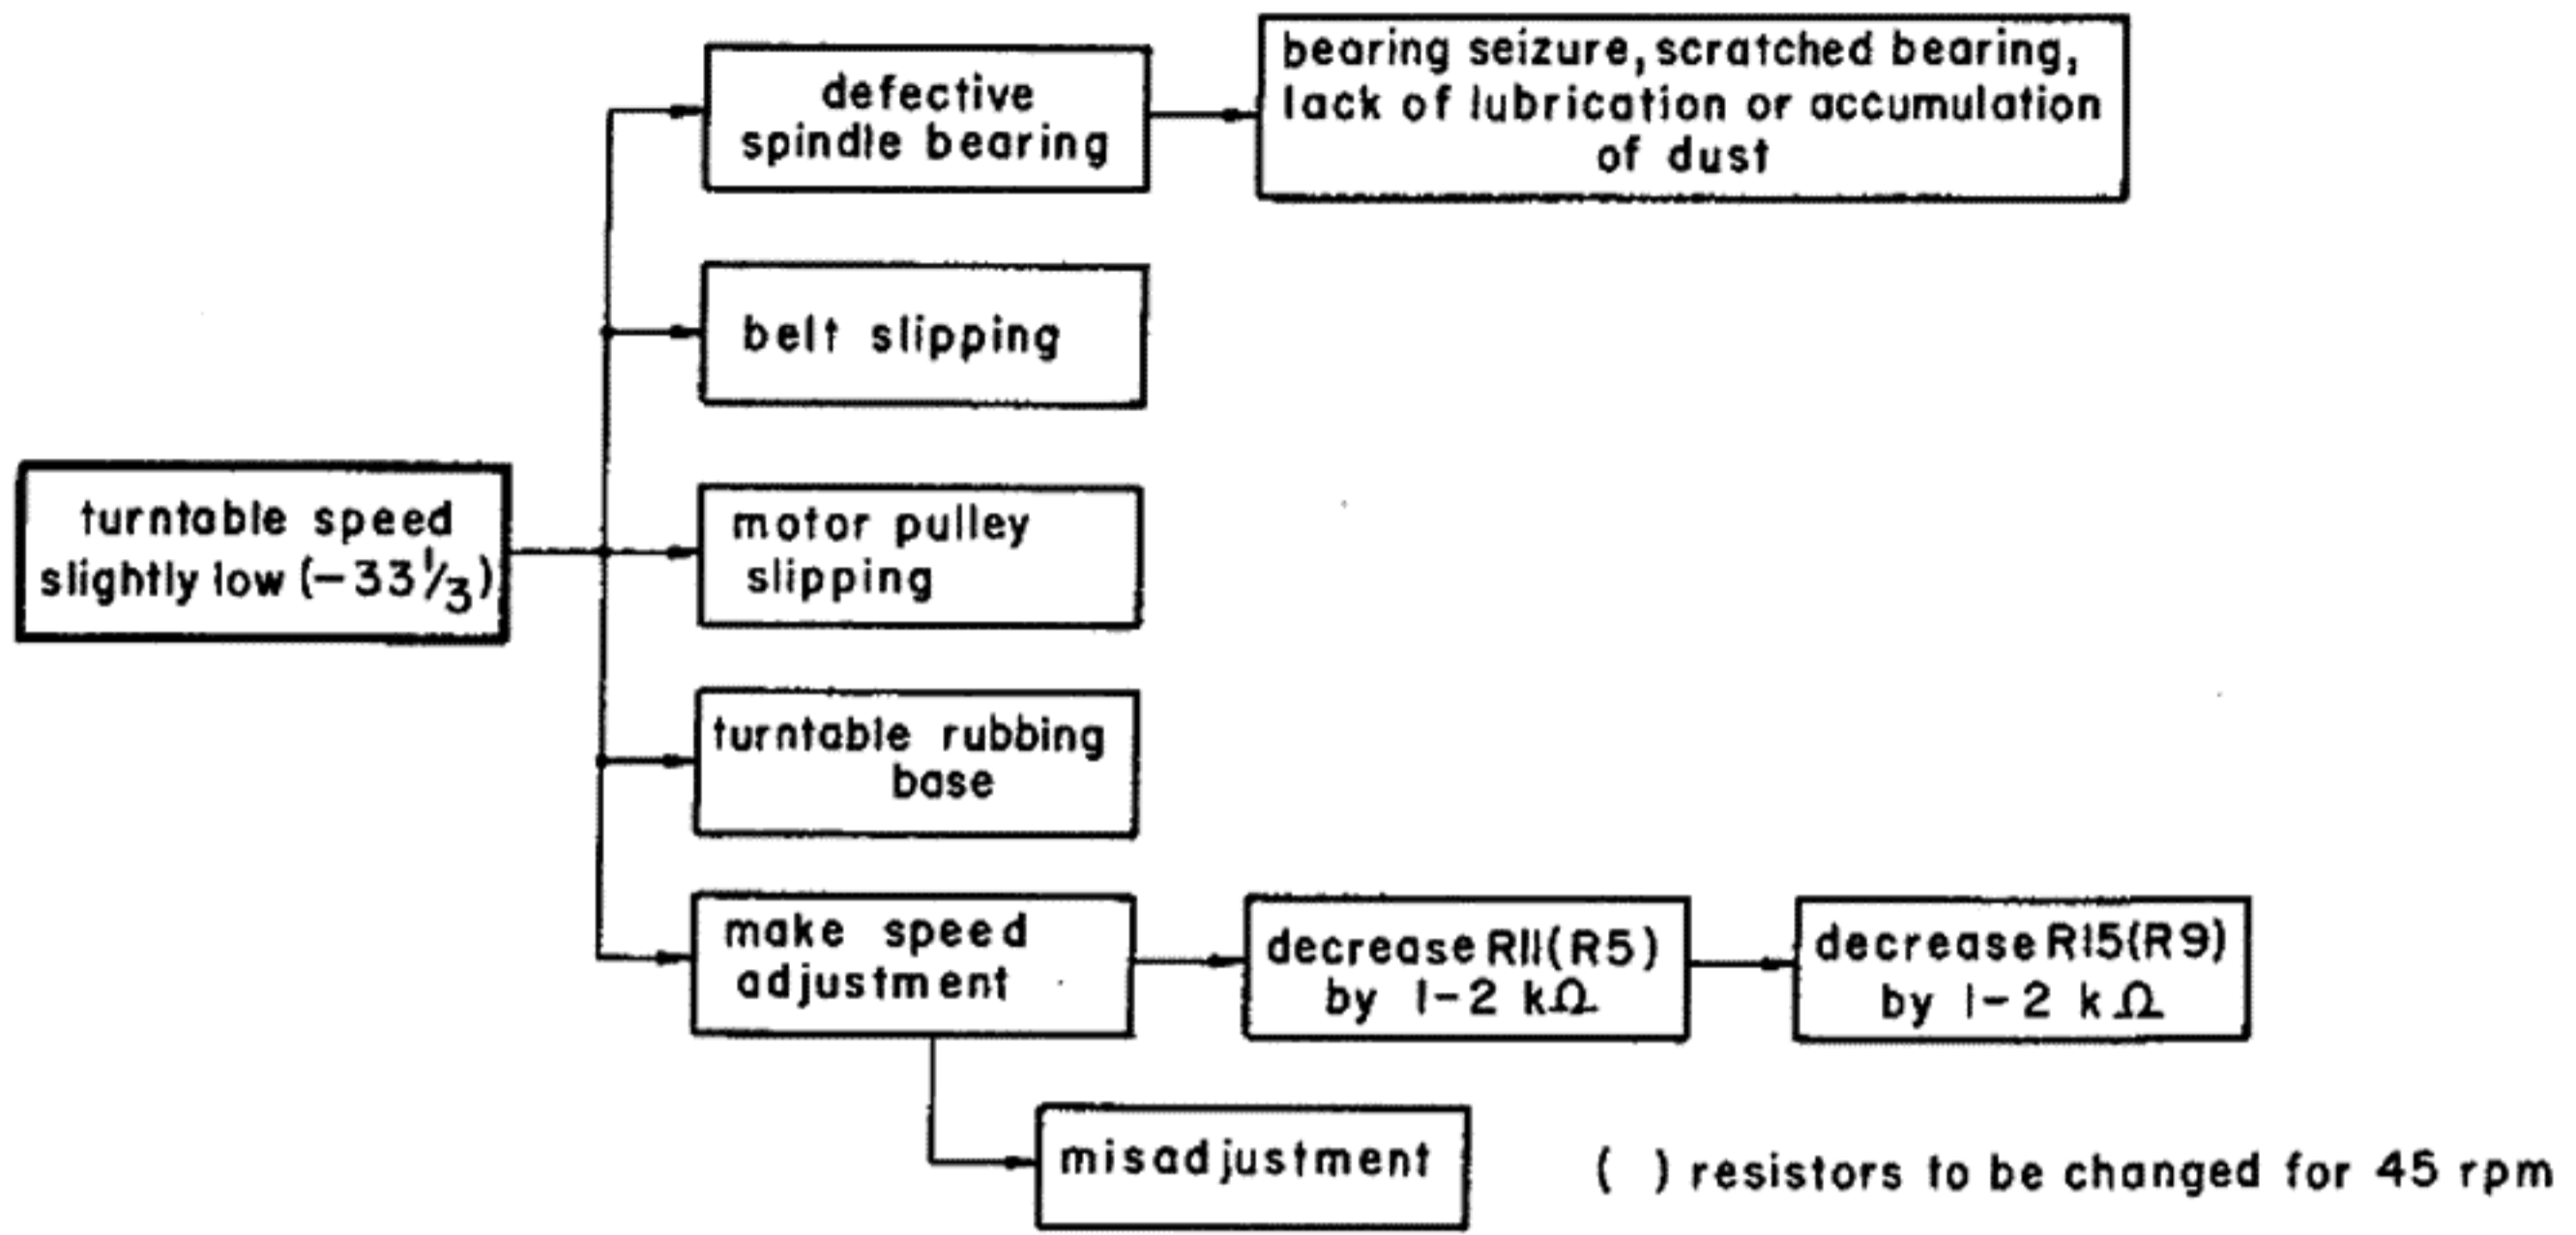 defective
spindle bearing
bearing seizure, scratched bearing,
lack of lubrication or accumulation
of dust
belt slipping
turntable speed
slightly low (-33 1/3)
motor pulley
slipping
turntable rubbing
base
make speed
adjustment
decrease R11(R5)
by 1-2 kΩ
decrease R15(R9)
by 1-2 kΩ
misadjustment
( ) resistors to be changed for 45 rpm